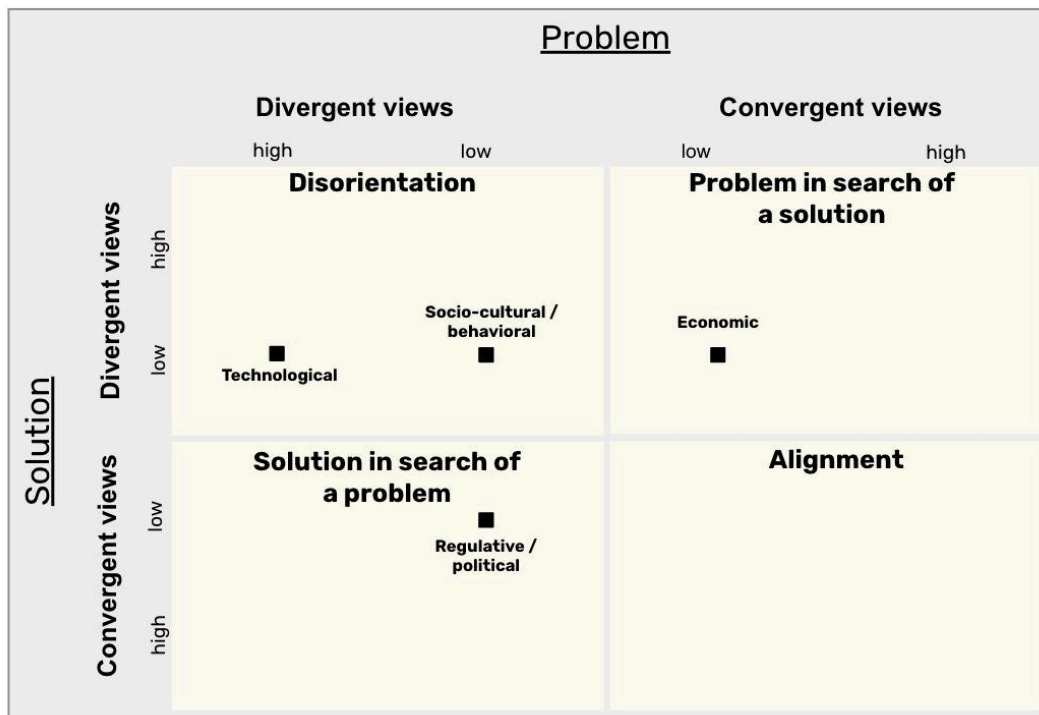 Problem
Divergent views
Convergent views
high
low
low
high
Solution
Divergent views
high
low
Disorientation
Socio-cultural /
behavioral
Technological
Problem in search of
a solution
Economic
Convergent views
low
high
Solution in search of
a problem
Regulative /
political
Alignment